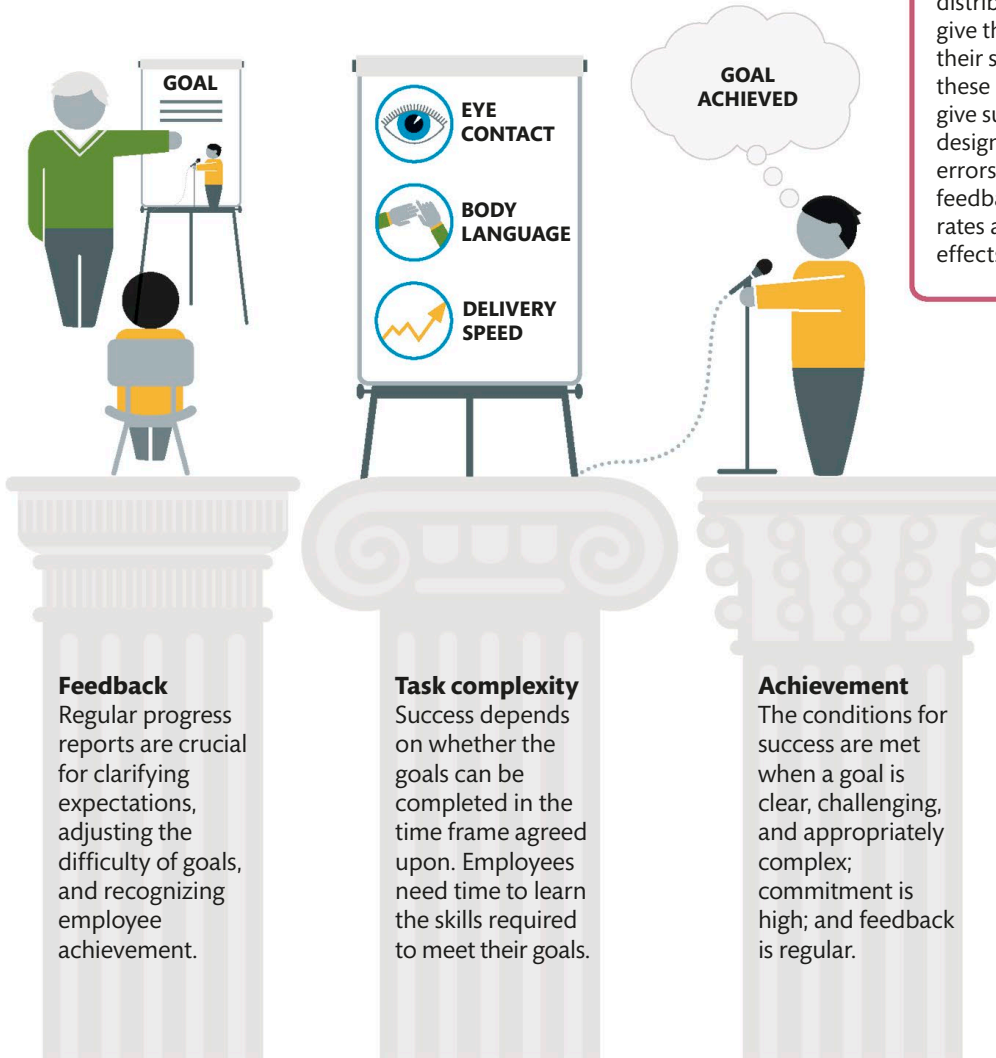 GOAL
EYE
CONTACT
BODY
LANGUAGE
DELIVERY
SPEED
GOAL
ACHIEVED
give
their
these
give
design
errors
rates
effects
Feedback
Regular progress
reports are crucial
for clarifying
expectations,
adjusting the
difficulty of goals,
and recognizing
employee
achievement.
Task complexity
Success depends
on whether the
goals can be
completed in the
time frame agreed
upon. Employees
need time to learn
the skills required
to meet their goals.
Achievement
The conditions for
success are met
when a goal is
clear, challenging,
and appropriately
complex;
commitment is
high; and feedback
is regular.